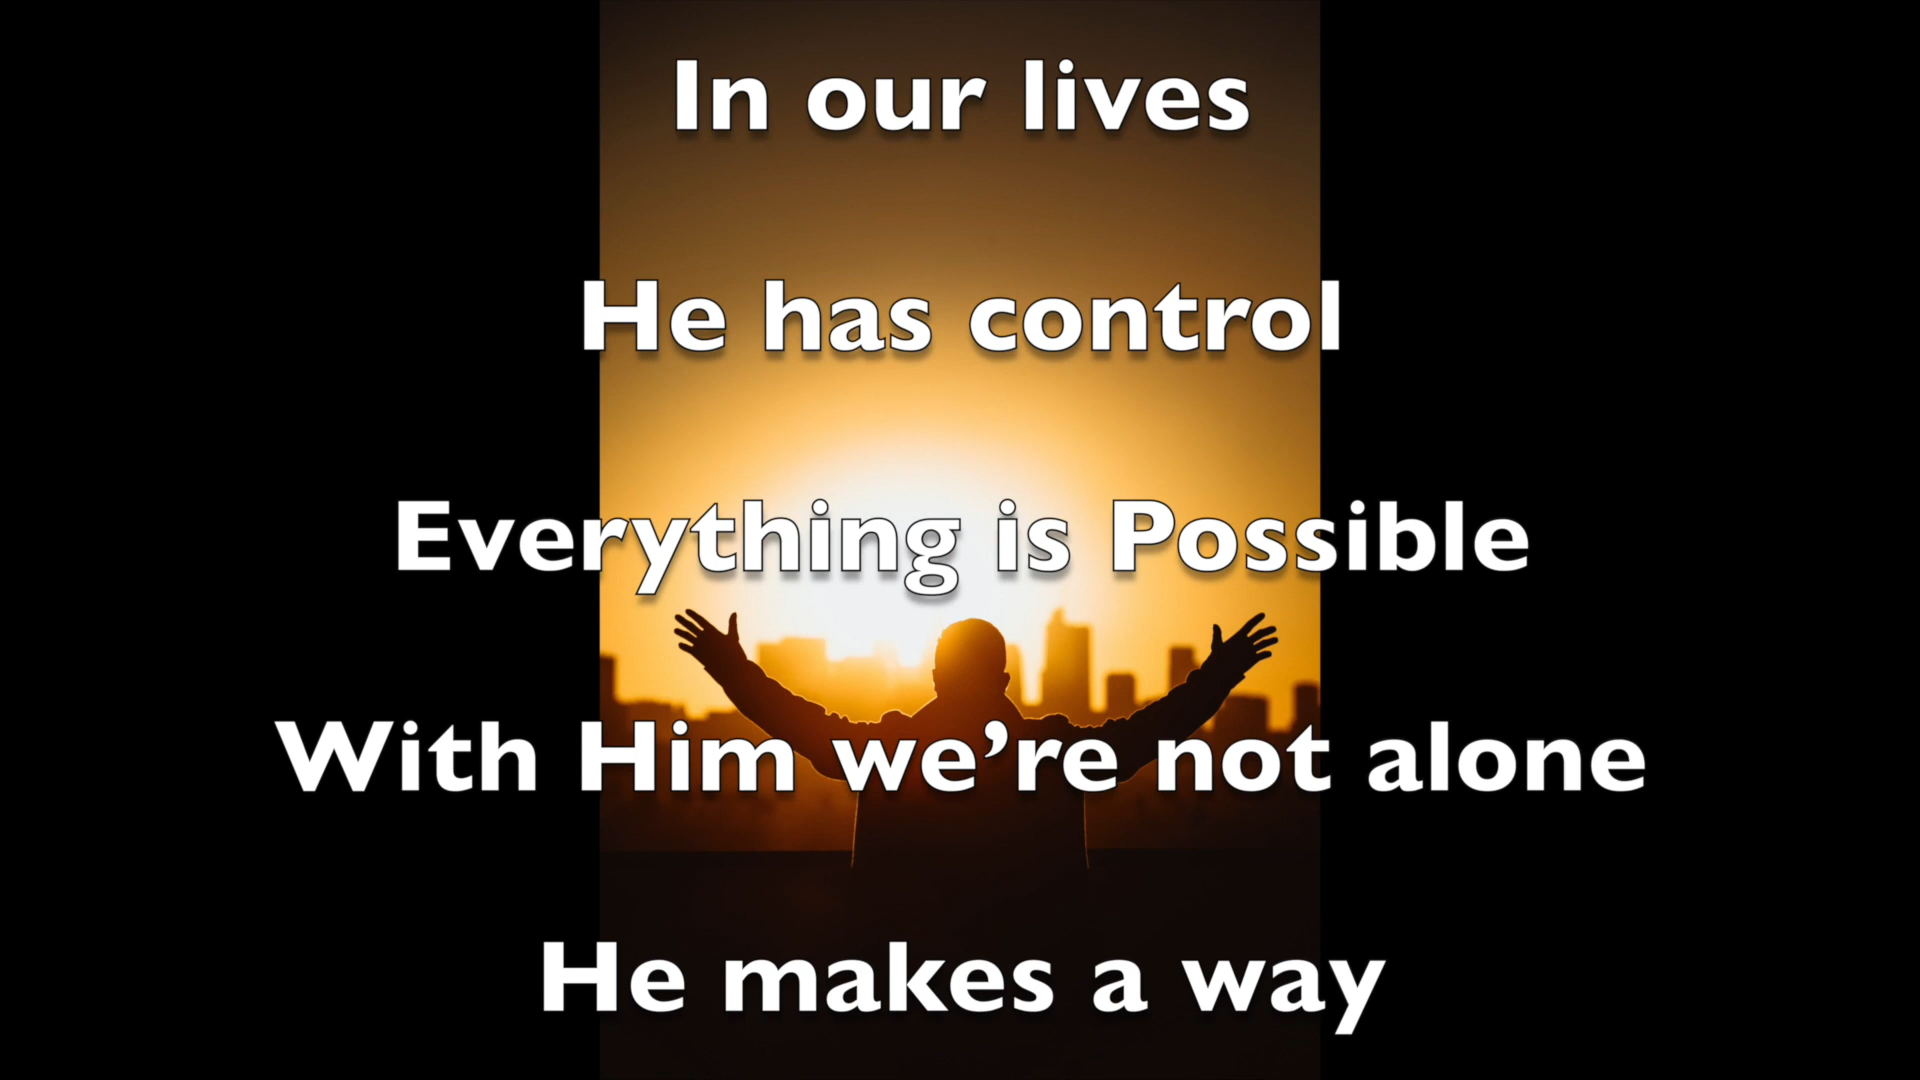 In our lives
He has control
Everything is Possible
With Him we’re not alone
He makes a way